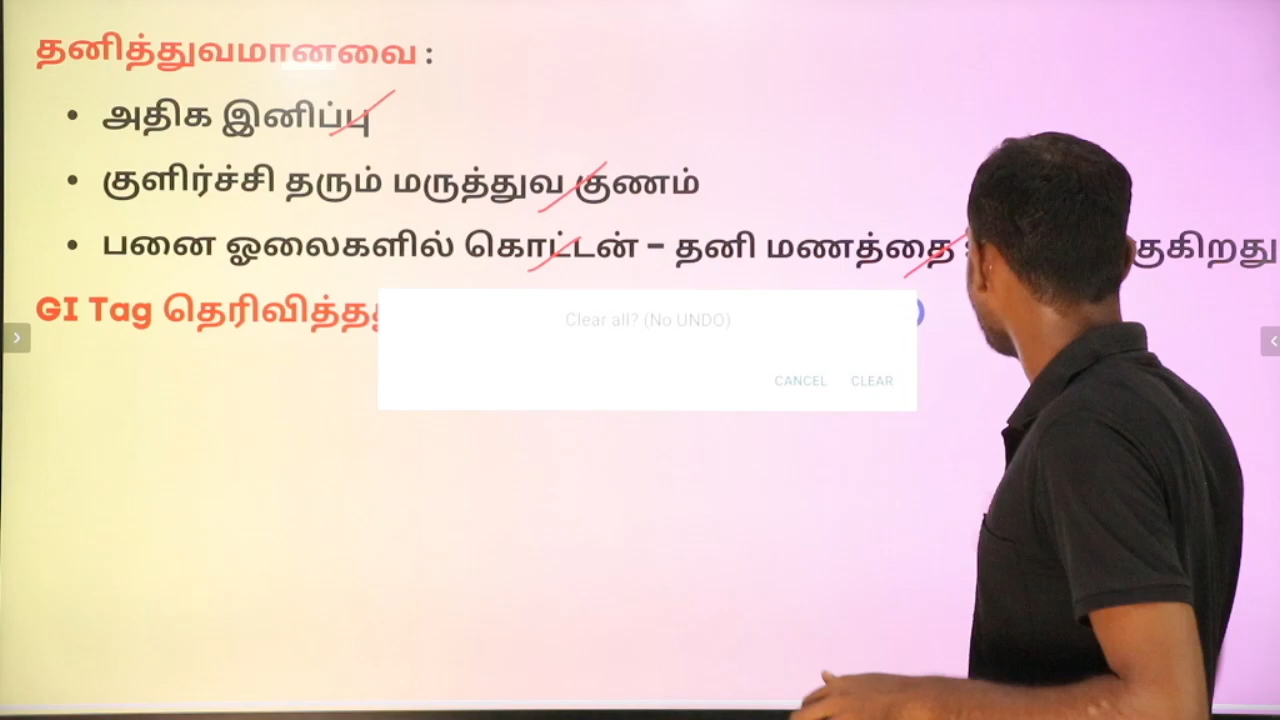 தனித்துவமானவை :
• அதிக இனிப்பு
• குளிர்ச்சி தரும் மருத்துவ குணம்
• பனை ஓலைகளில் கொட்டன் – தனி மணத்தை
GI Tag
Clear all? (No UNDO)
CANCEL CLEAR